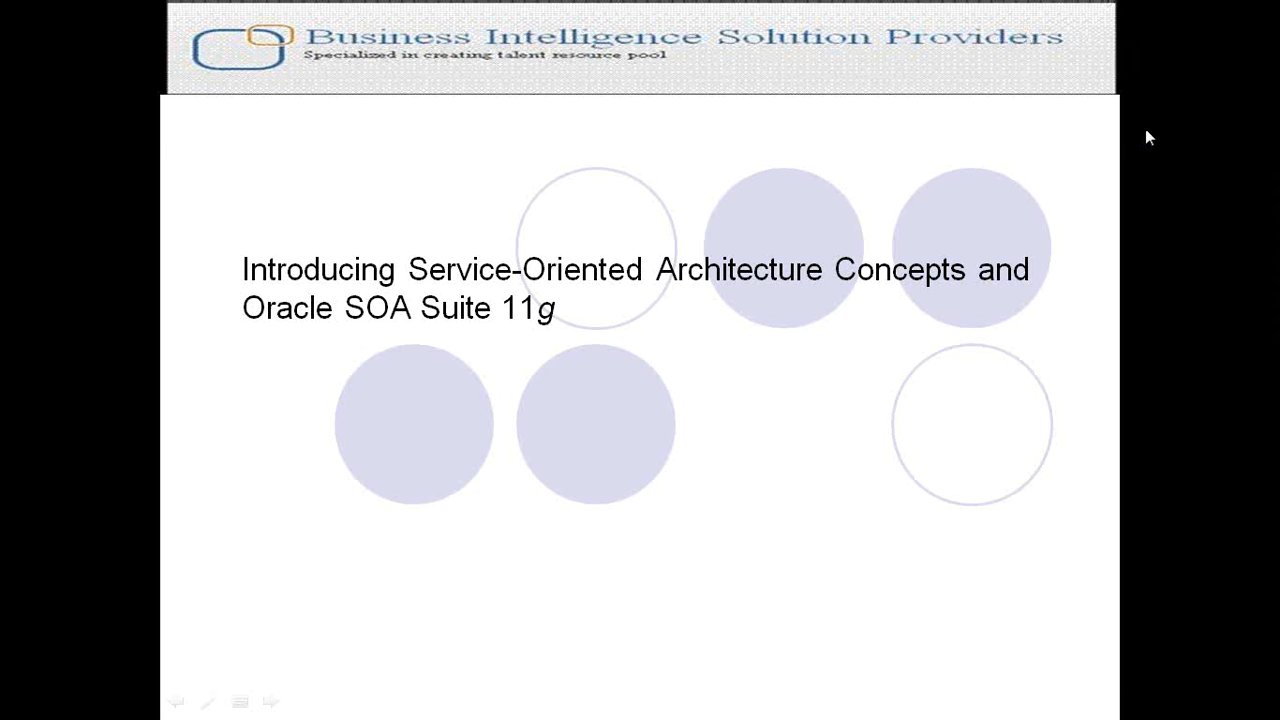 Business Intelligence Solution Providers
Specialized in creating talent resource pool
Introducing Service-Oriented Architecture Concepts and
Oracle SOA Suite 11g